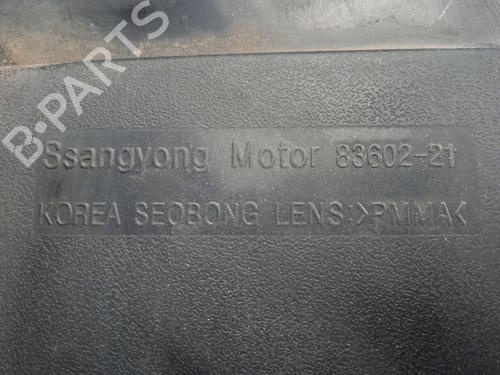 B-PARTS
Ssangyong Motor 83602-21
KOREA SEOBONG LENS:>PMMA<